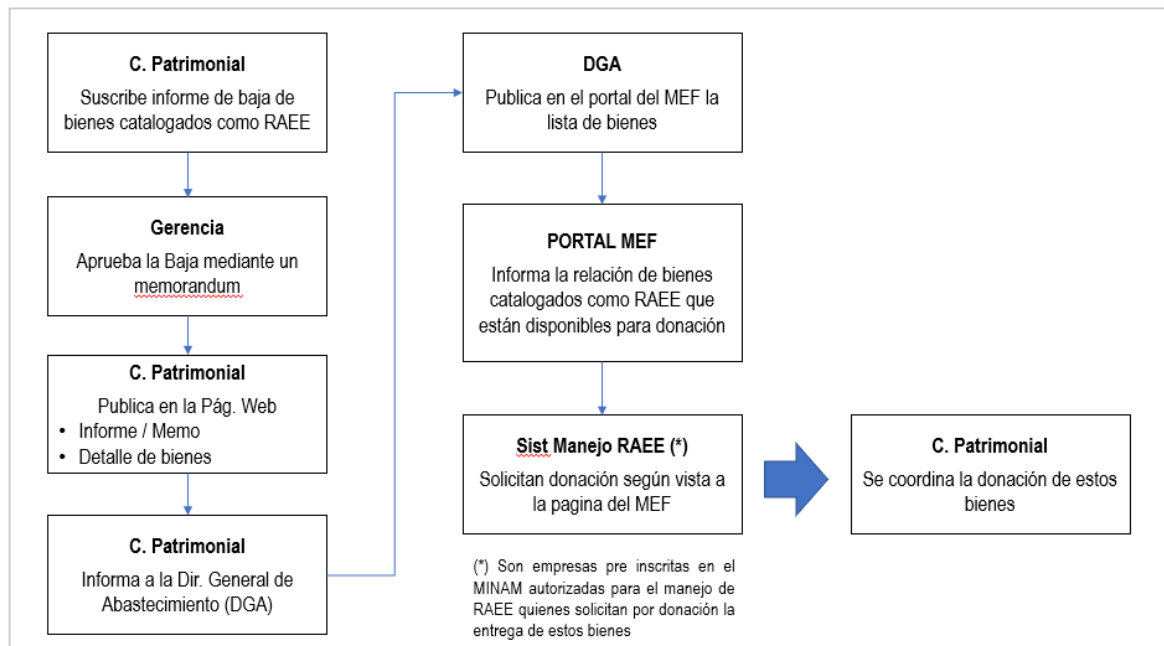 C. Patrimonial
Suscribe informe de baja de
bienes catalogados como RAEE
Gerencia
Aprueba la Baja mediante un
memorandum
C. Patrimonial
Publica en la Pág. Web
• Informe / Memo
• Detalle de bienes
C. Patrimonial
Informa a la Dir. General de
Abastecimiento (DGA)
DGA
Publica en el portal del MEF la
lista de bienes
PORTAL MEF
Informa la relación de bienes
catalogados como RAEE que
están disponibles para donación
Sist Manejo RAEE (*)
Solicitan donación según vista a
la pagina del MEF
(*) Son empresas pre inscritas en el
MINAM autorizadas para el manejo de
RAEE quienes solicitan por donación la
entrega de estos bienes
C. Patrimonial
Se coordina la donación de estos
bienes